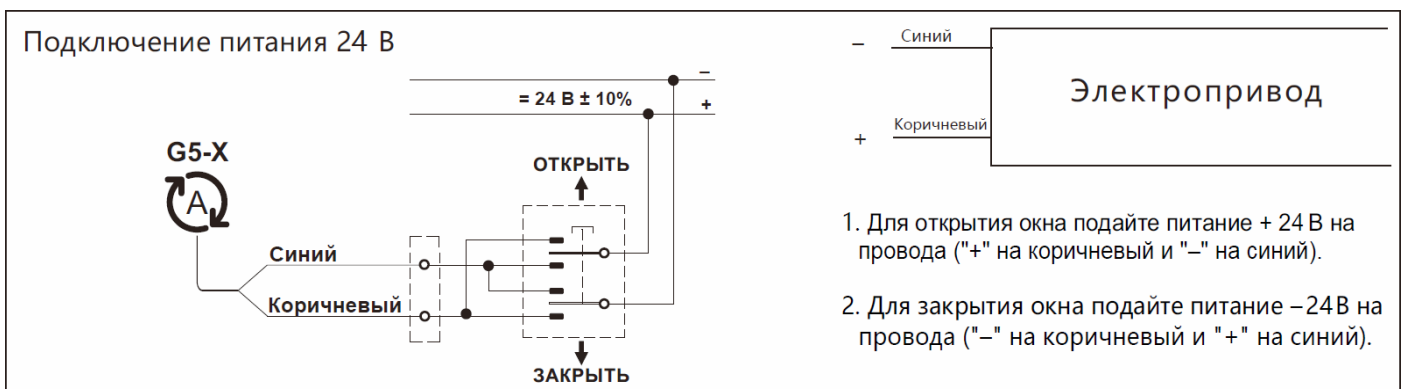 Подключение питания 24 В
–
= 24 В ± 10%
+
G5-X
A
ОТКРЫТЬ
Синий
Коричневый
ЗАКРЫТЬ
– Синий
Электропривод
+ Коричневый
1. Для открытия окна подайте питание + 24 В на
провода ("+" на коричневый и "–" на синий).
2. Для закрытия окна подайте питание –24В на
провода ("–" на коричневый и "+" на синий).